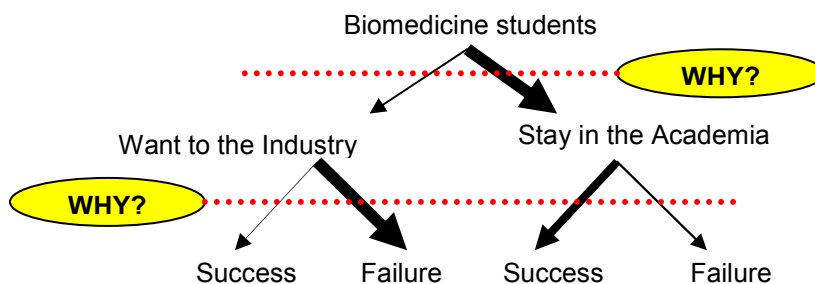 Biomedicine students
WHY?
Want to the Industry
Stay in the Academia
WHY?
Success
Failure
Success
Failure